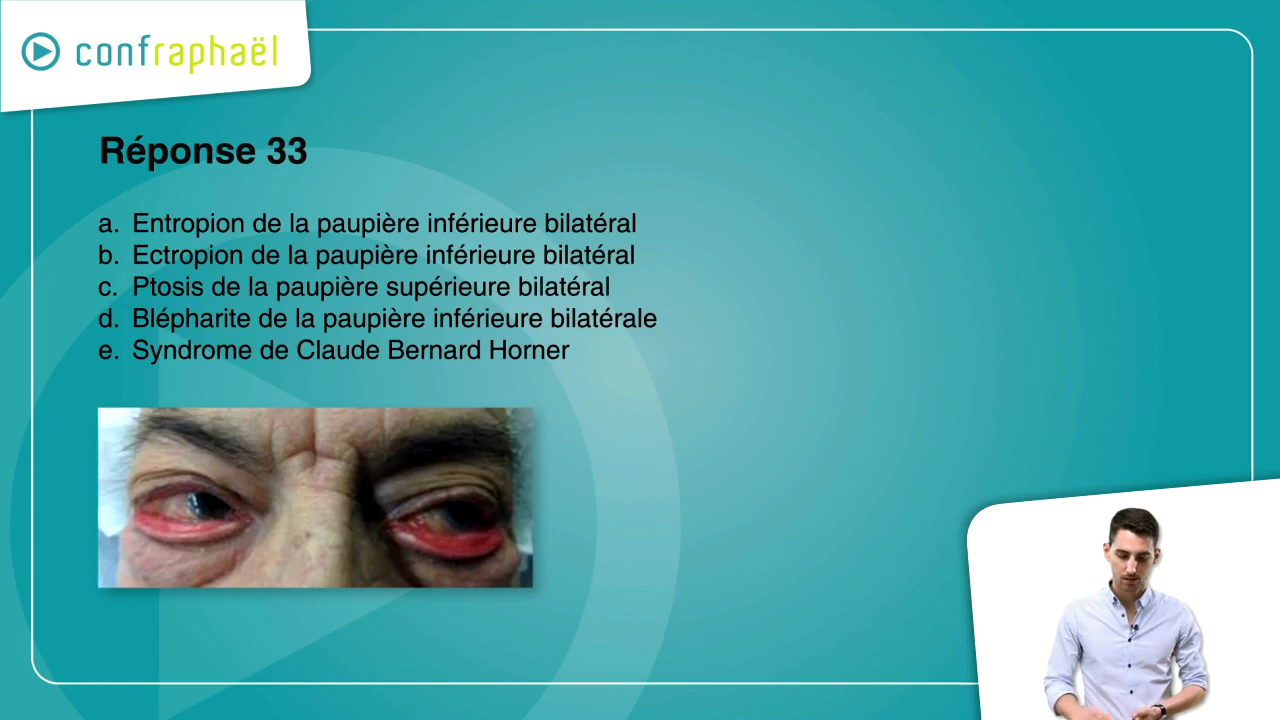 confraphaël
Réponse 33
a. Entropion de la paupière inférieure bilatéral
b. Ectropion de la paupière inférieure bilatéral
c. Ptosis de la paupière supérieure bilatéral
d. Blépharite de la paupière inférieure bilatérale
e. Syndrome de Claude Bernard Horner